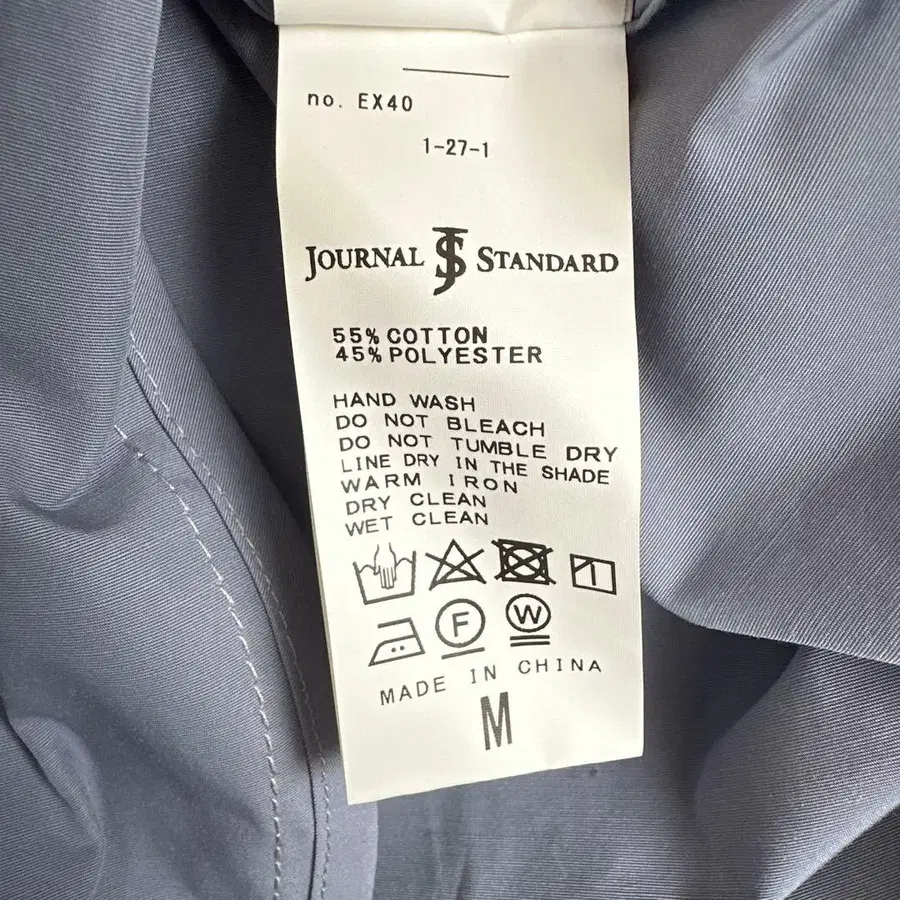 no. EX40
1-27-1
JOURNAL JS STANDARD
55% COTTON
45% POLYESTER
HAND WASH
DO NOT BLEACH
DO NOT TUMBLE DRY
LINE DRY IN THE SHADE
WARM IRON
DRY CLEAN
WET CLEAN
F W
MADE IN CHINA
M